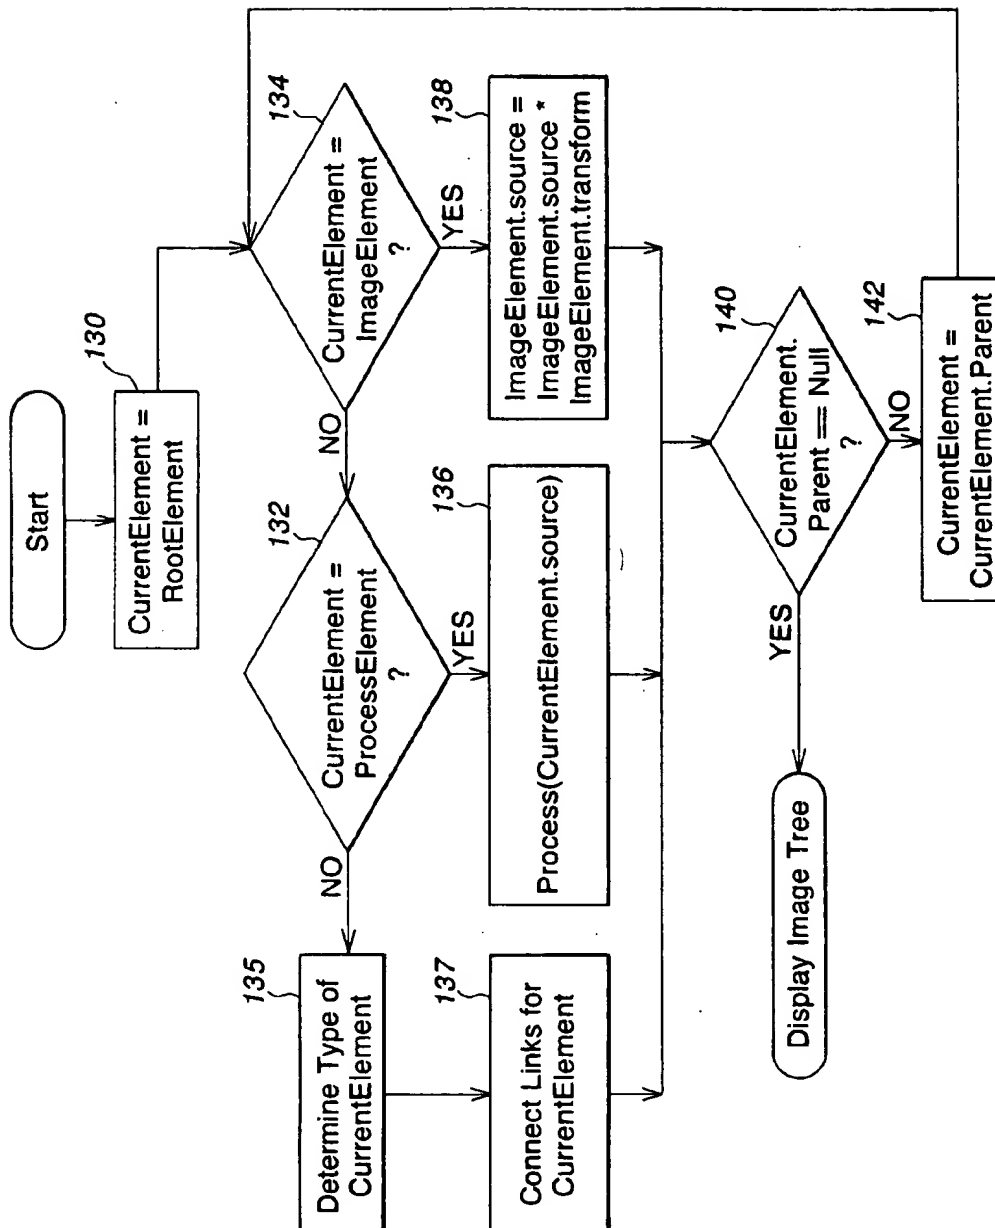 Start
130
CurrentElement =
RootElement
134
CurrentElement =
ImageElement
?
NO
YES
132
CurrentElement =
ProcessElement
?
NO
YES
135
Determine Type of
CurrentElement
137
Connect Links for
CurrentElement
136
Process(CurrentElement.source)
138
ImageElement.source =
ImageElement.source *
ImageElement.transform
140
CurrentElement.
Parent == Null
?
YES
NO
Display Image Tree
142
CurrentElement =
CurrentElement.Parent